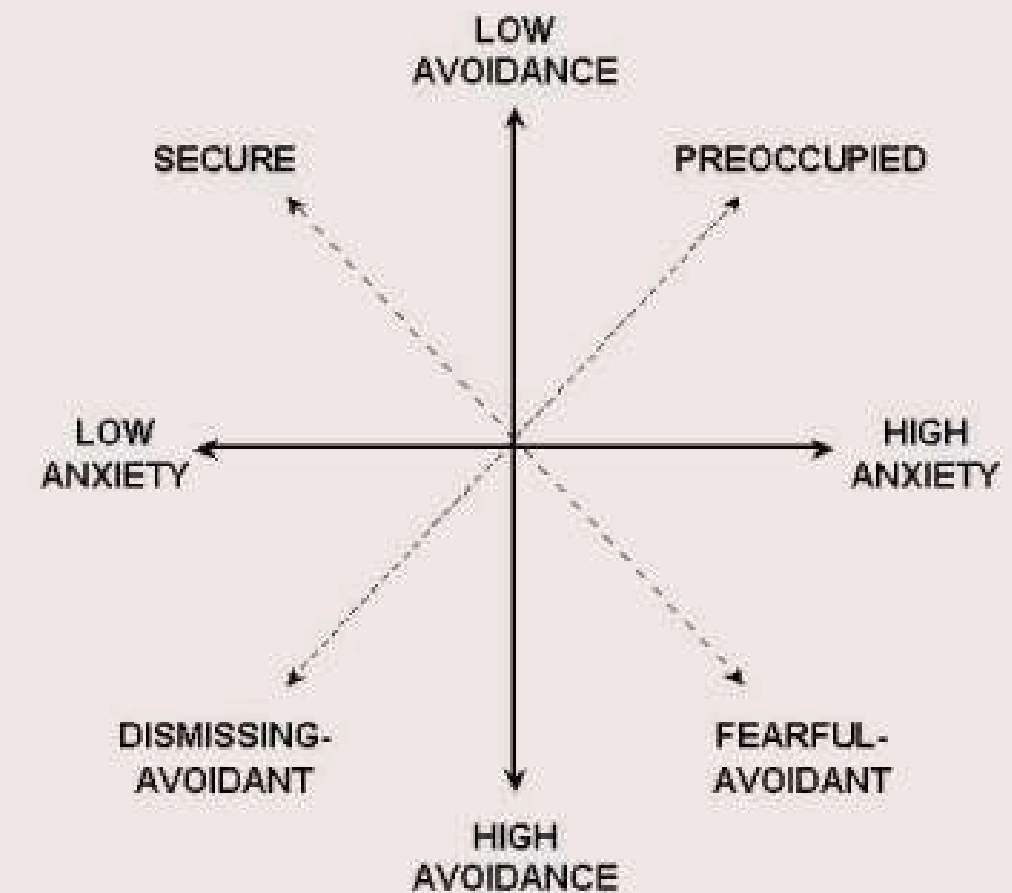 LOW
AVOIDANCE
SECURE
PREOCCUPIED
LOW
ANXIETY
HIGH
ANXIETY
DISMISSING-
AVOIDANT
FEARFUL-
AVOIDANT
HIGH
AVOIDANCE